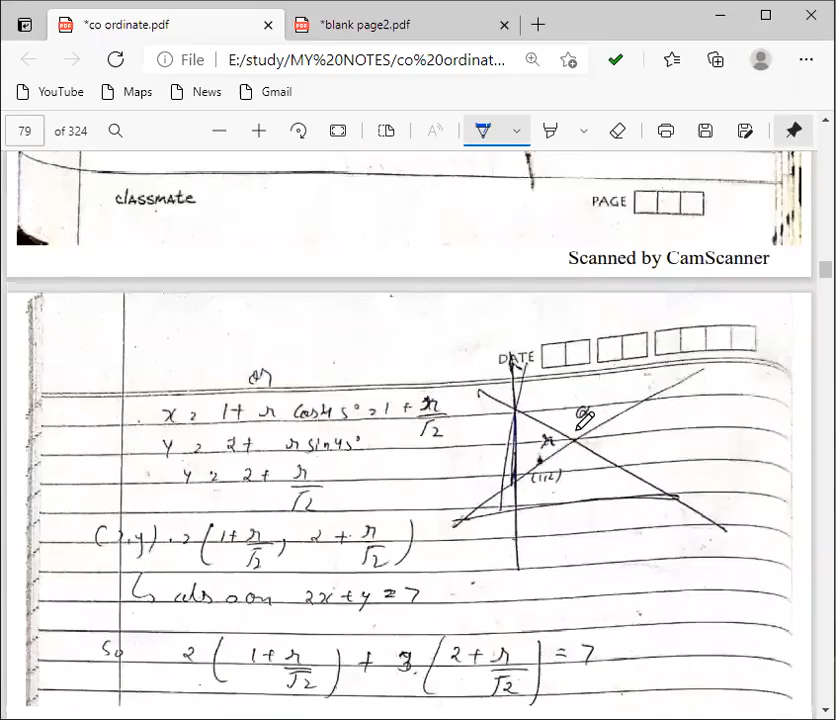 *co ordinate.pdf
*blank page2.pdf
File E:/study/MY%20NOTES/co%20ordinat...
YouTube Maps News Gmail
79 of 324
classmate PAGE
Scanned by CamScanner
DATE
or
x = 1+ r cos45° = 1 + r/√2
y = 2+ r sin45°
y = 2+ r/√2
r
(1,2)
(x,y) = (1+r/√2, 2+r/√2)
↳ also on 2x+y=7
So 2(1+r/√2) + 3.(2+r/√2) = 7